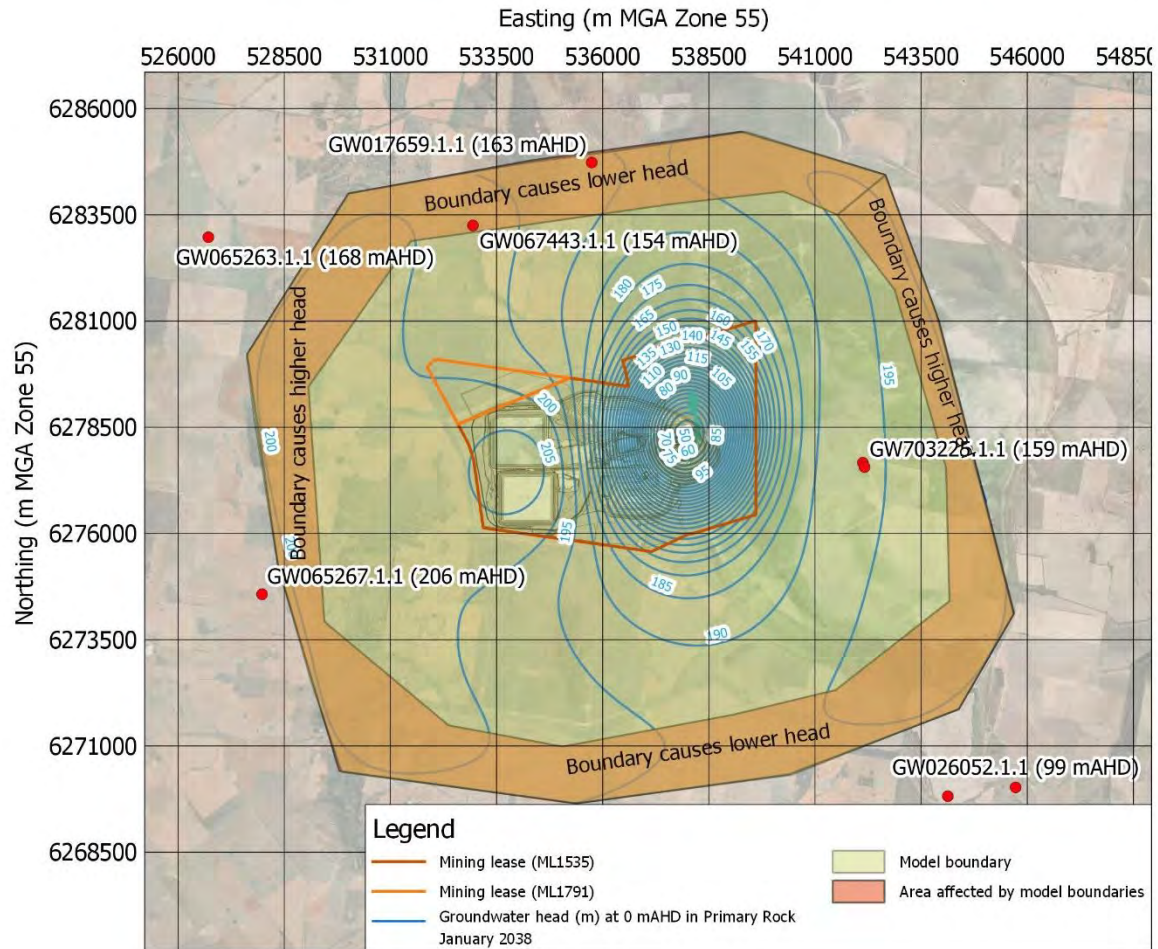 Easting (m MGA Zone 55)
526000 528500 531000 533500 536000 538500 541000 543500 546000 5485
Northing (m MGA Zone 55)
6286000
6283500
6281000
6278500
6276000
6273500
6271000
6268500
GW017659.1.1 (163 mAHD)
Boundary causes lower head
GW067443.1.1 (154 mAHD)
GW065263.1.1 (168 mAHD)
Boundary causes higher head
Boundary causes higher head
180
175
165
160
150
140
145
170
135
130
155
115
110
90
105
80
195
200
205
200
50
70
85
60
75
95
GW703225.1.1 (159 mAHD)
195
GW065267.1.1 (206 mAHD)
185
190
Boundary causes lower head
GW026052.1.1 (99 mAHD)
Legend
Mining lease (ML1535)
Mining lease (ML1791)
Groundwater head (m) at 0 mAHD in Primary Rock
January 2038
Model boundary
Area affected by model boundaries